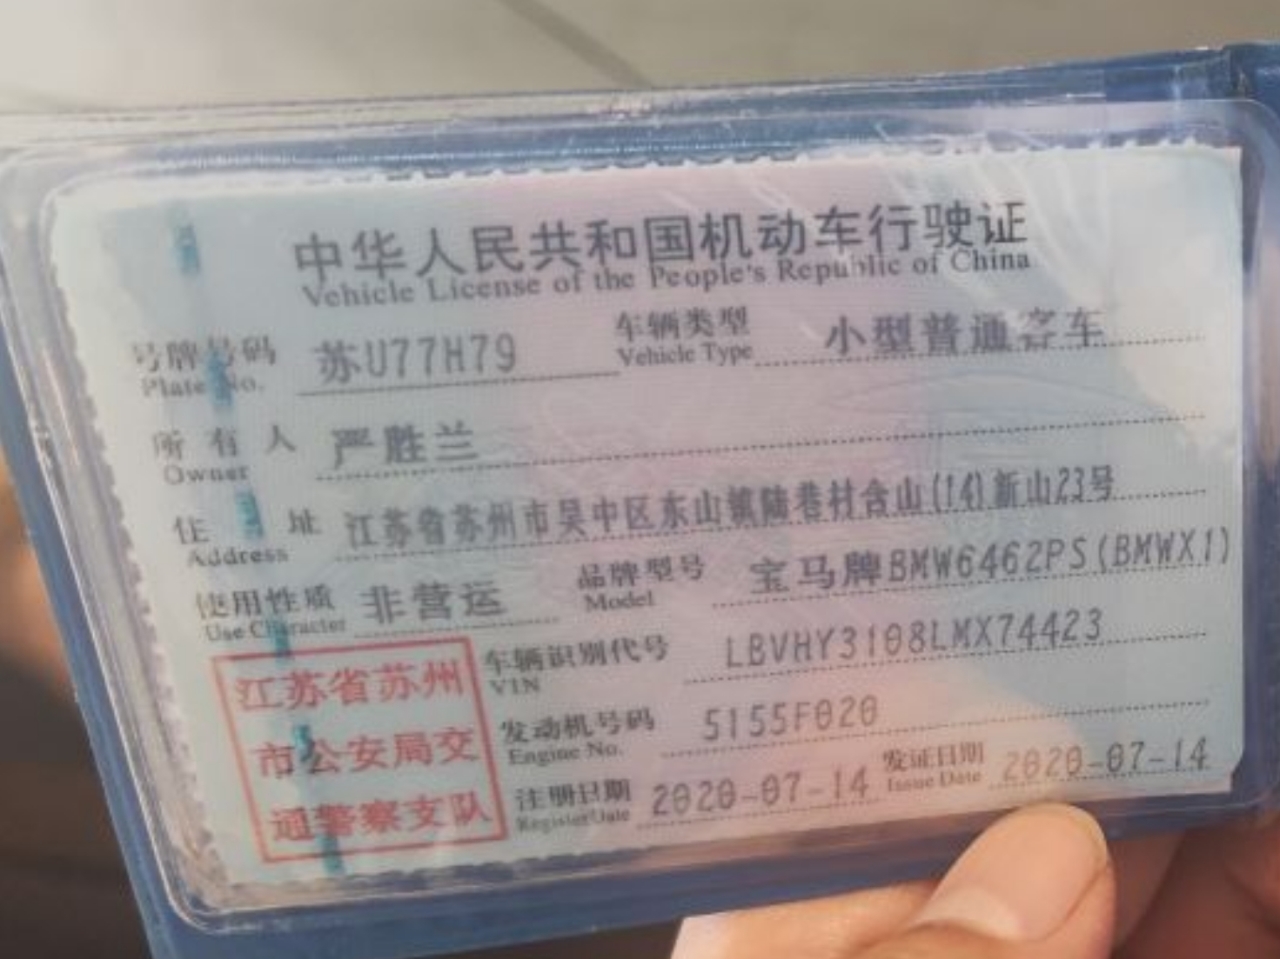 中华人民共和国机动车行驶证
Vehicle License of the People's Republic of China
号牌号码 苏U77H79 车辆类型 小型普通客车
Plate No. Vehicle Type
所有人 严胜兰
Owner
住址 江苏省苏州市吴中区东山镇陆巷村含山(14)新山23号
Address
使用性质 非营运 品牌型号 宝马牌BMW6462PS(BMWX1)
Use Character Model
车辆识别代号 LBVHY3108LMX74423
VIN
发动机号码 5155F020
Engine No.
注册日期 2020-07-14 发证日期 2020-07-14
Register Date Issue Date
江苏省苏州
市公安局交
通警察支队